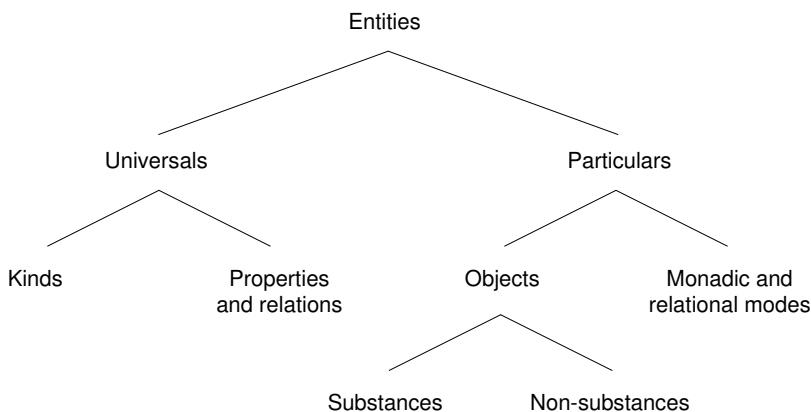 Entities
Universals
Particulars
Kinds
Properties
and relations
Objects
Monadic and
relational modes
Substances
Non-substances